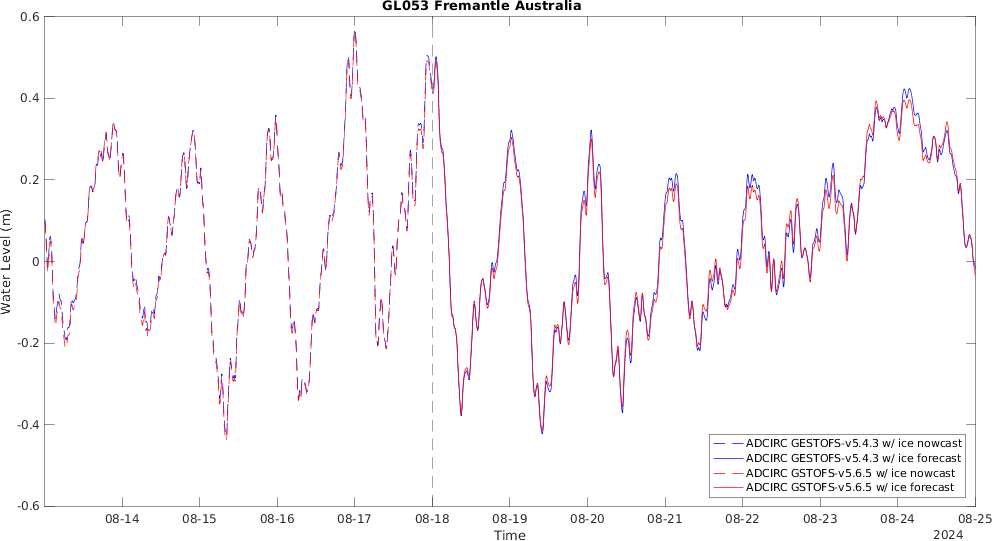 GL053 Fremantle Australia
0.6
0.4
0.2
0
-0.2
-0.4
-0.6
Water Level (m)
08-14 08-15 08-16 08-17 08-18 08-19 08-20 08-21 08-22 08-23 08-24 08-25
Time
2024
ADCIRC GESTOFS-v5.4.3 w/ ice nowcast
ADCIRC GESTOFS-v5.4.3 w/ ice forecast
ADCIRC GSTOFS-v5.6.5 w/ ice nowcast
ADCIRC GSTOFS-v5.6.5 w/ ice forecast